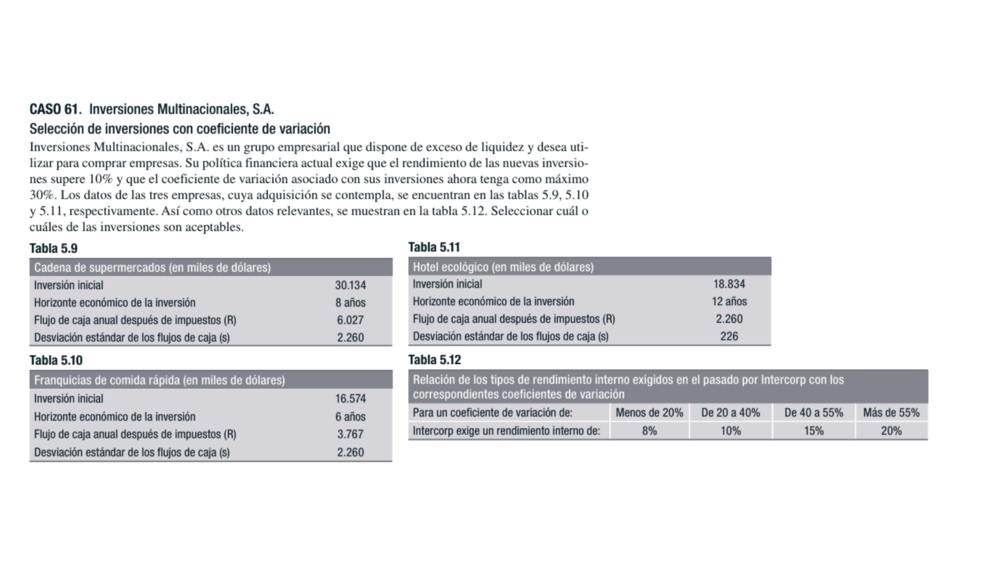 CASO 61. Inversiones Multinacionales, S.A.
Selección de inversiones con coeficiente de variación
Inversiones Multinacionales, S.A. es un grupo empresarial que dispone de exceso de liquidez y desea uti-
lizar para comprar empresas. Su política financiera actual exige que el rendimiento de las nuevas inversio-
nes supere 10% y que el coeficiente de variación asociado con sus inversiones ahora tenga como máximo
30%. Los datos de las tres empresas, cuya adquisición se contempla, se encuentran en las tablas 5.9, 5.10
y 5.11, respectivamente. Así como otros datos relevantes, se muestran en la tabla 5.12. Seleccionar cuál o
cuáles de las inversiones son aceptables.
Tabla 5.9
Cadena de supermercados (en miles de dólares)
Inversión inicial 30.134
Horizonte económico de la inversión 8 años
Flujo de caja anual después de impuestos (R) 6.027
Desviación estándar de los flujos de caja (s) 2.260
Tabla 5.10
Franquicias de comida rápida (en miles de dólares)
Inversión inicial 16.574
Horizonte económico de la inversión 6 años
Flujo de caja anual después de impuestos (R) 3.767
Desviación estándar de los flujos de caja (s) 2.260
Tabla 5.11
Hotel ecológico (en miles de dólares)
Inversión inicial 18.834
Horizonte económico de la inversión 12 años
Flujo de caja anual después de impuestos (R) 2.260
Desviación estándar de los flujos de caja (s) 226
Tabla 5.12
Relación de los tipos de rendimiento interno exigidos en el pasado por Intercorp con los
correspondientes coeficientes de variación
Para un coeficiente de variación de: Menos de 20% De 20 a 40% De 40 a 55% Más de 55%
Intercorp exige un rendimiento interno de: 8% 10% 15% 20%